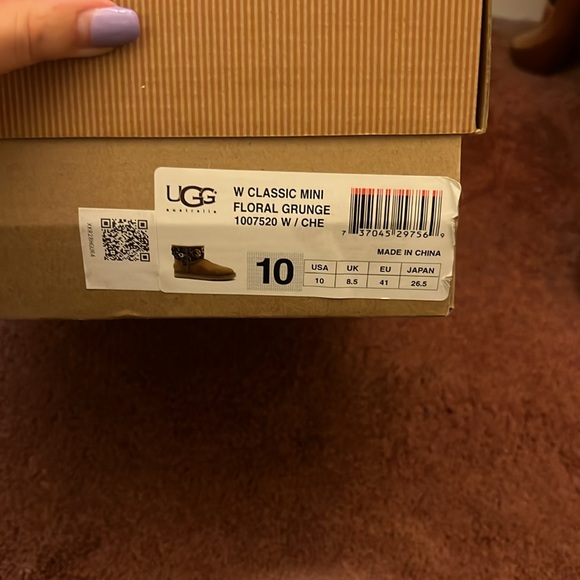 UGG
australia
W CLASSIC MINI
FLORAL GRUNGE
1007520 W / CHE
7 37045 29756 9
MADE IN CHINA
10
USA UK EU JAPAN
10 8.5 41 26.5